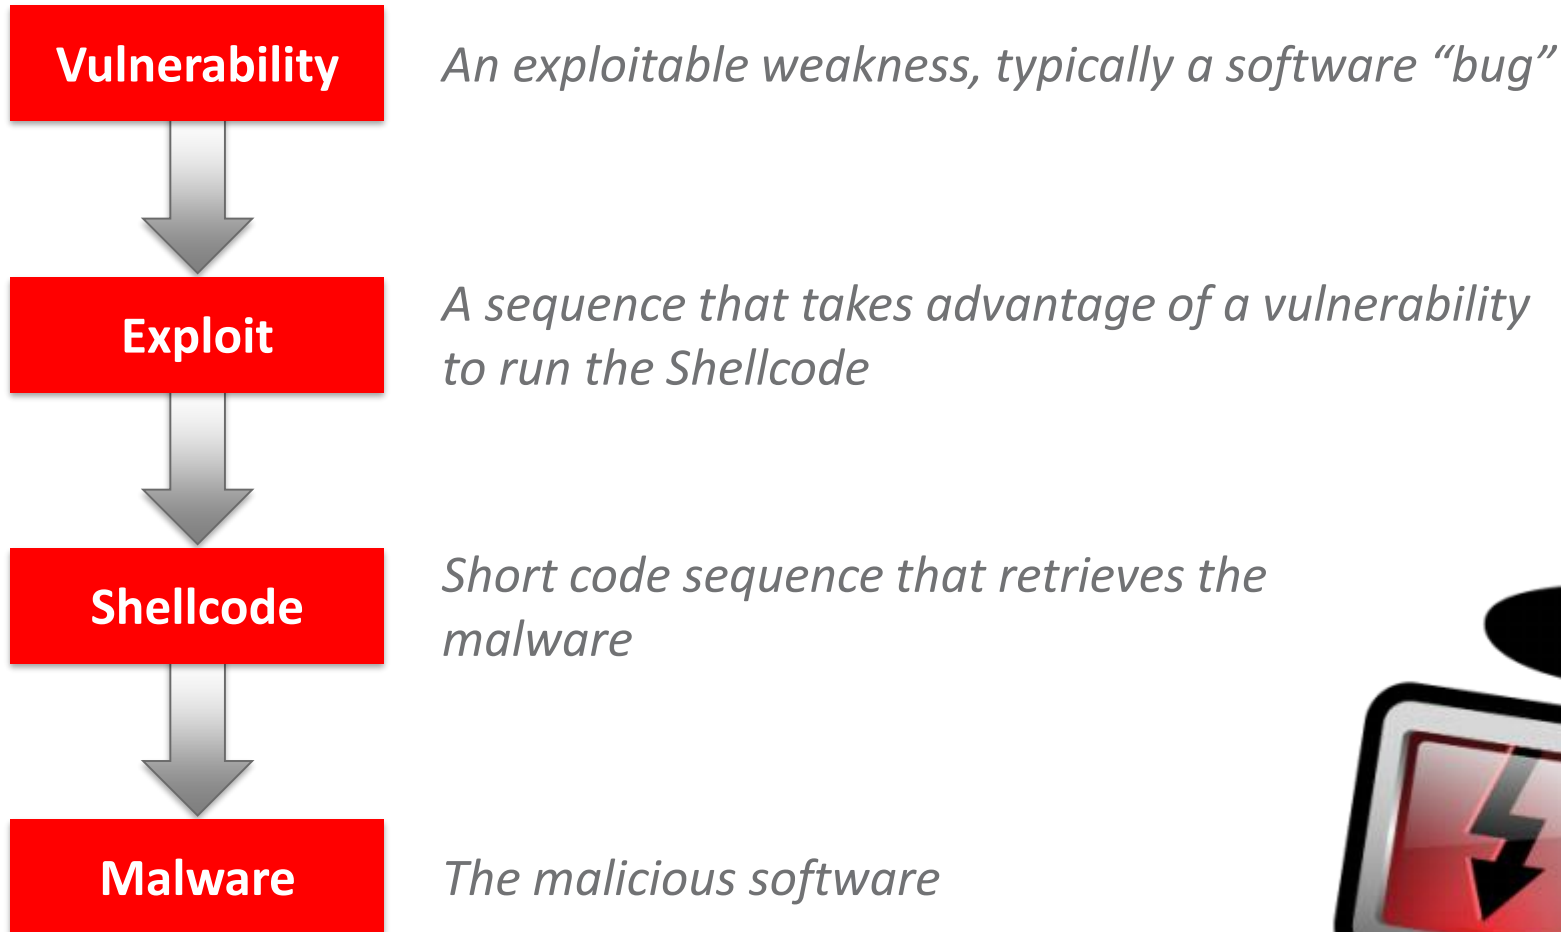 Vulnerability
An exploitable weakness, typically a software “bug”
Exploit
A sequence that takes advantage of a vulnerability
to run the Shellcode
Shellcode
Short code sequence that retrieves the
malware
Malware
The malicious software